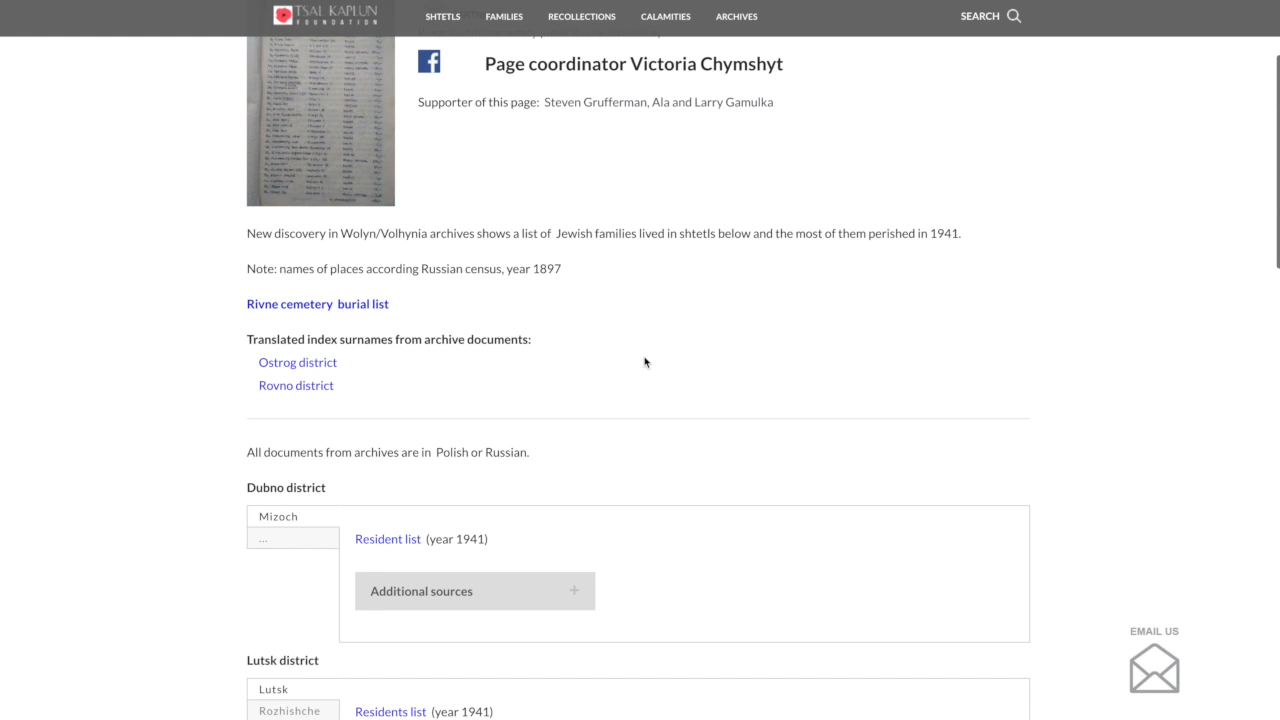 TSAL KAPLUN
FOUNDATION
SHTETLS
FAMILIES
RECOLLECTIONS
CALAMITIES
ARCHIVES
SEARCH
Page coordinator Victoria Chymshyt
Supporter of this page: Steven Grufferman, Ala and Larry Gamulka
New discovery in Wolyn/Volhynia archives shows a list of Jewish families lived in shtetls below and the most of them perished in 1941.
Note: names of places according Russian census, year 1897
Rivne cemetery burial list
Translated index surnames from archive documents:
Ostrog district
Rovno district
All documents from archives are in Polish or Russian.
Dubno district
Mizoch
...
Resident list (year 1941)
Additional sources +
EMAIL US
Lutsk district
Lutsk
Rozhishche
Residents list (year 1941)